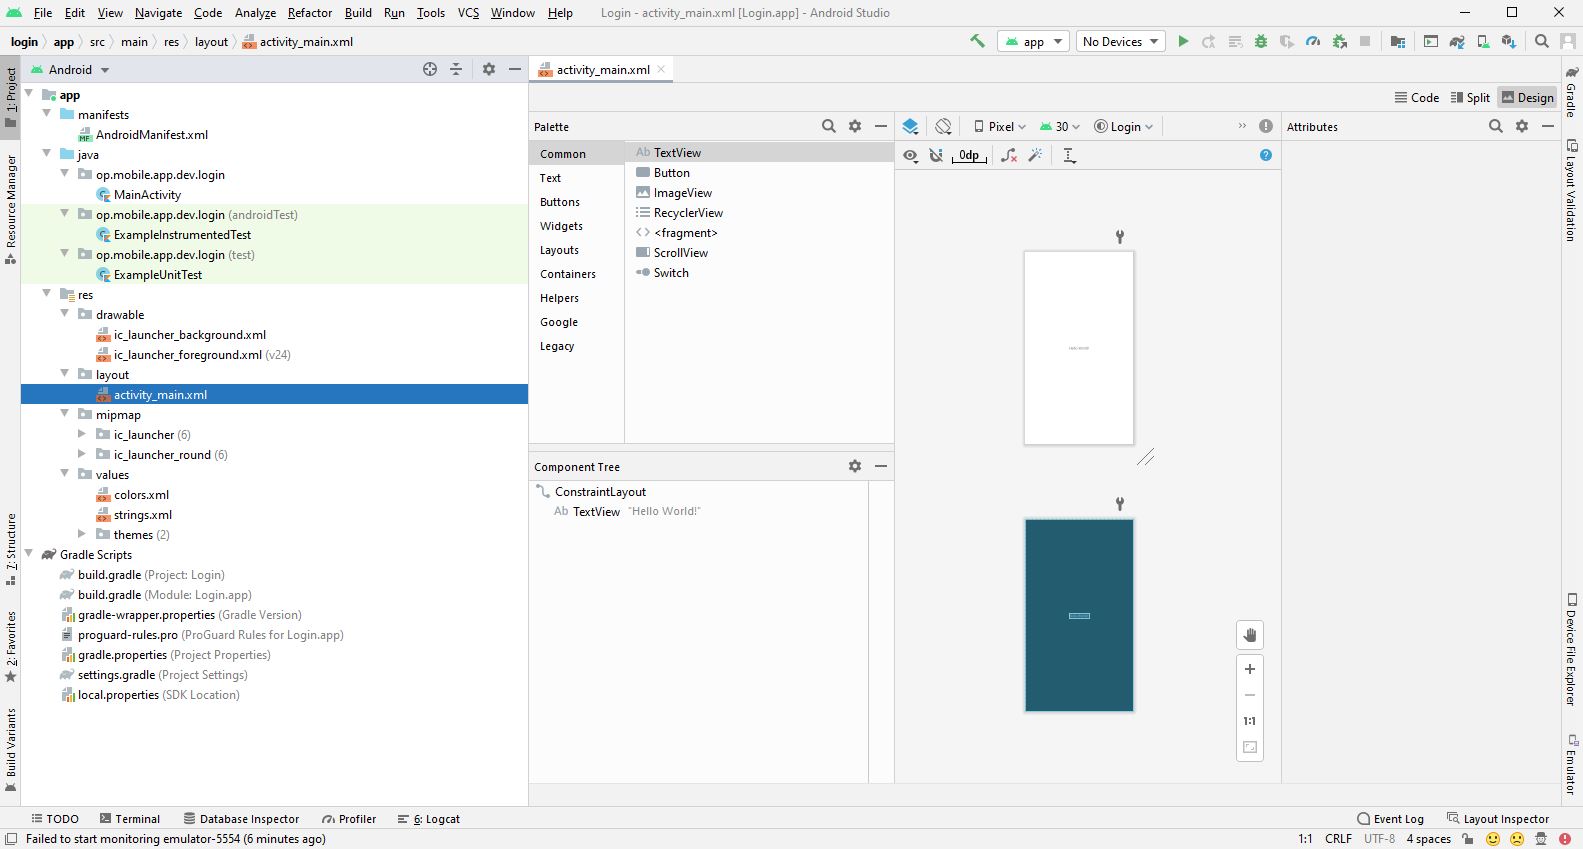 File Edit View Navigate Code Analyze Refactor Build Run Tools VCS Window Help Login - activity_main.xml [Login.app] - Android Studio
login app src main res layout activity_main.xml app No Devices
1: Project
Resource Manager
Z: Structure
2: Favorites
Build Variants
Android
app
manifests
AndroidManifest.xml
java
op.mobile.app.dev.login
MainActivity
op.mobile.app.dev.login (androidTest)
ExampleInstrumentedTest
op.mobile.app.dev.login (test)
ExampleUnitTest
res
drawable
ic_launcher_background.xml
ic_launcher_foreground.xml (v24)
layout
activity_main.xml
mipmap
ic_launcher (6)
ic_launcher_round (6)
values
colors.xml
strings.xml
themes (2)
Gradle Scripts
build.gradle (Project: Login)
build.gradle (Module: Login.app)
gradle-wrapper.properties (Gradle Version)
proguard-rules.pro (ProGuard Rules for Login.app)
gradle.properties (Project Properties)
settings.gradle (Project Settings)
local.properties (SDK Location)
activity_main.xml
Code Split Design
Palette
Common
Text
Buttons
Widgets
Layouts
Containers
Helpers
Google
Legacy
Ab TextView
Button
ImageView
RecyclerView
<fragment>
ScrollView
Switch
Component Tree
ConstraintLayout
Ab TextView "Hello World!"
Pixel 30 Login
0dp
1:1
Attributes
Gradle
Layout Validation
Device File Explorer
Emulator
TODO Terminal Database Inspector Profiler 6: Logcat Event Log Layout Inspector
Failed to start monitoring emulator-5554 (6 minutes ago) 1:1 CRLF UTF-8 4 spaces